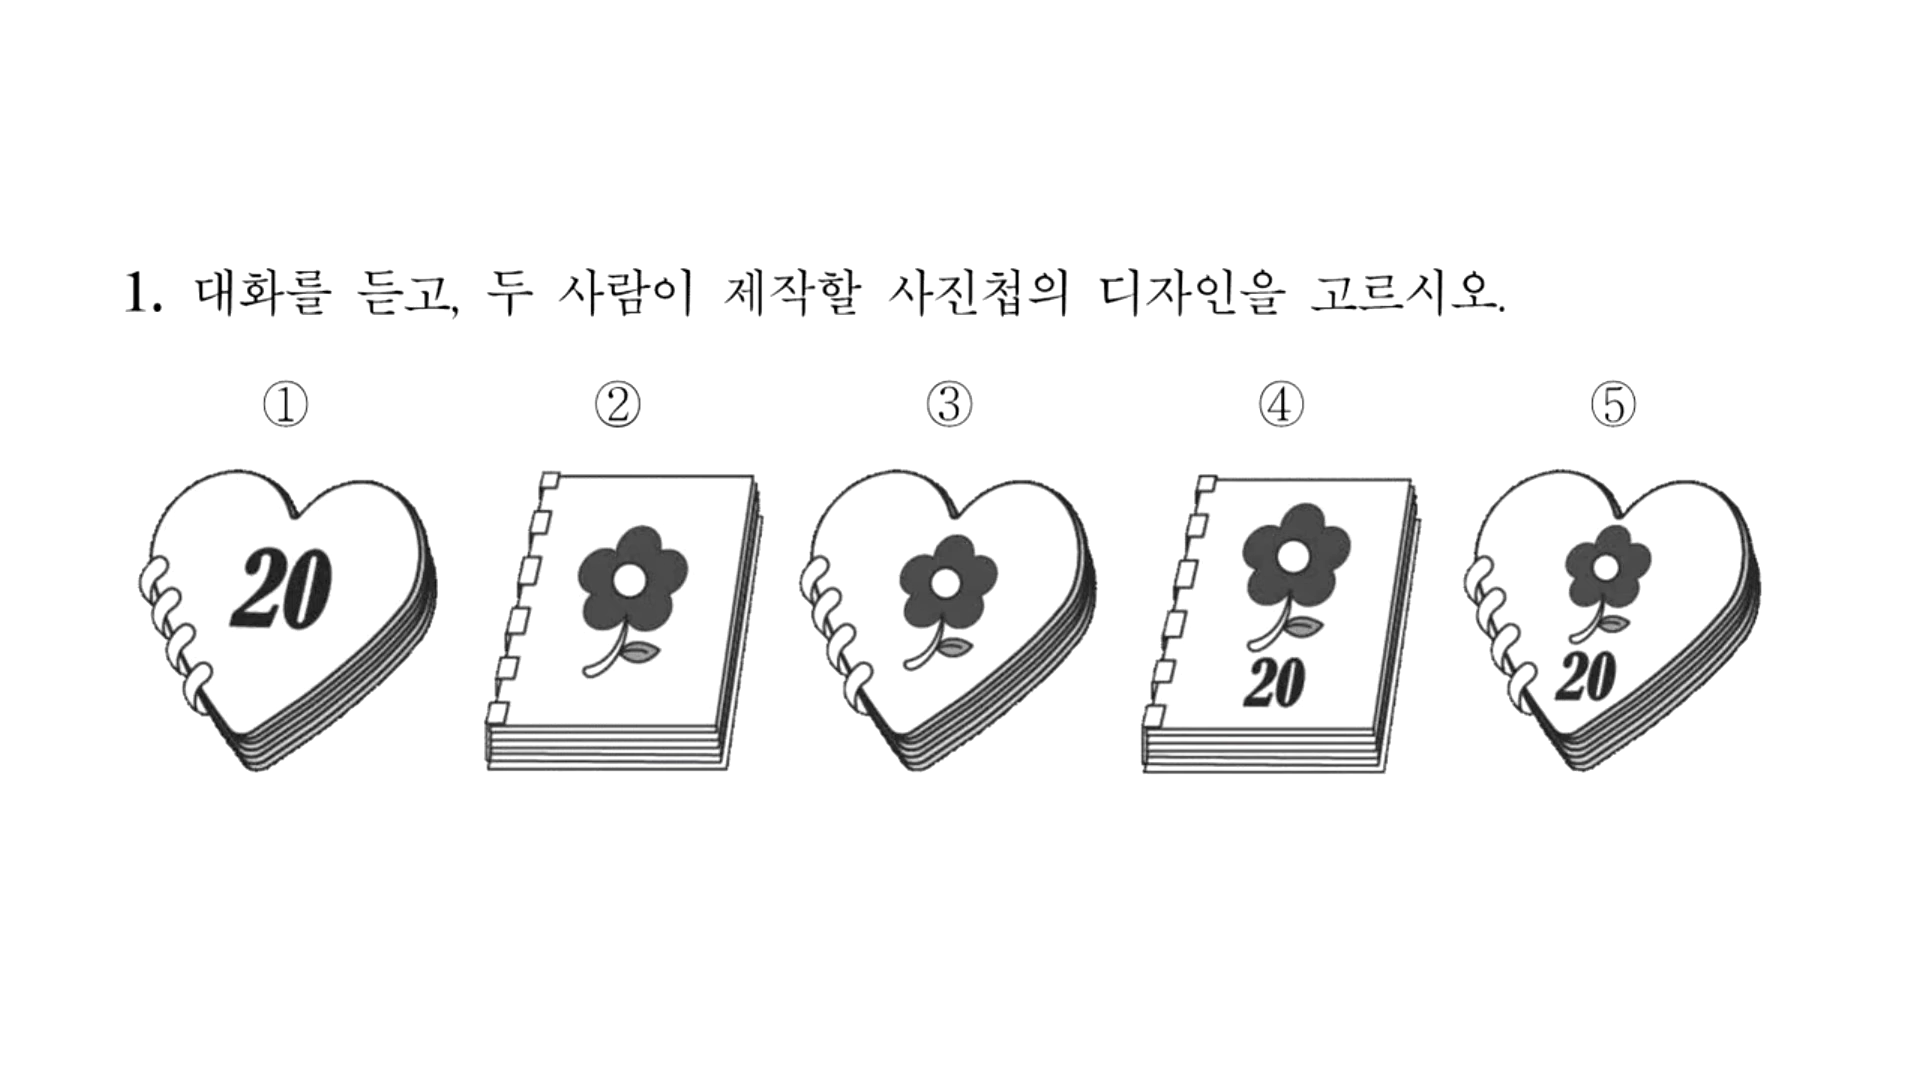 1. 대화를 듣고, 두 사람이 제작할 사진첩의 디자인을 고르시오.
① ② ③ ④ ⑤
20
20
20